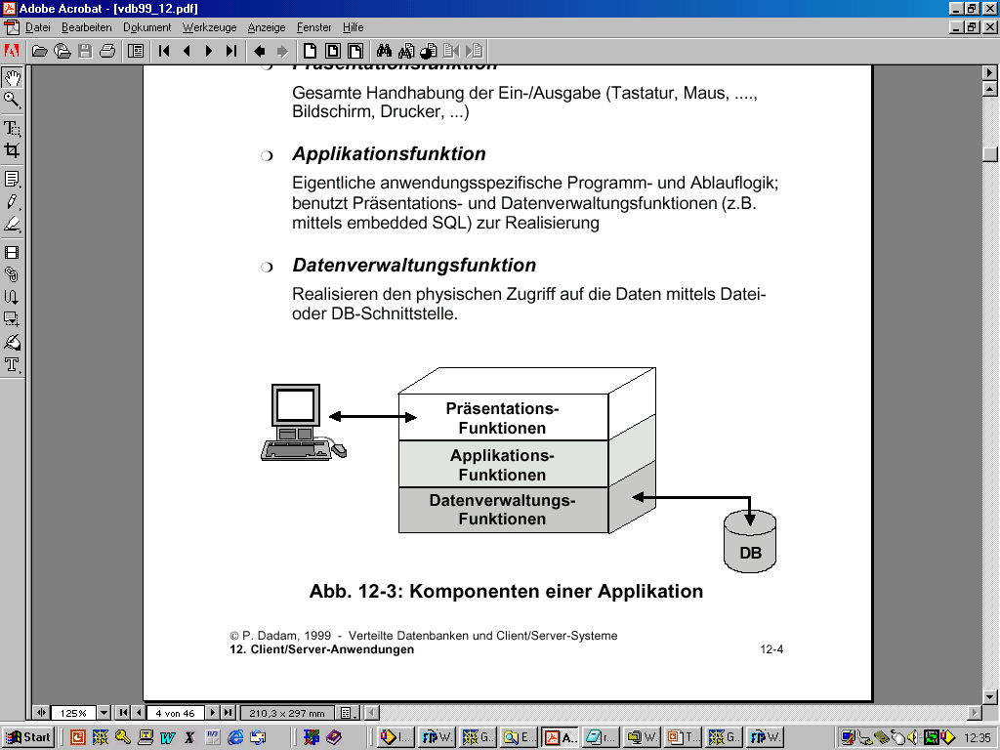 Adobe Acrobat - [vdb99_12.pdf]
Datei Bearbeiten Dokument Werkzeuge Anzeige Fenster Hilfe
Präsentationsfunktion
Gesamte Handhabung der Ein-/Ausgabe (Tastatur, Maus, ....,
Bildschirm, Drucker, ...)
Applikationsfunktion
Eigentliche anwendungsspezifische Programm- und Ablauflogik;
benutzt Präsentations- und Datenverwaltungsfunktionen (z.B.
mittels embedded SQL) zur Realisierung
Datenverwaltungsfunktion
Realisieren den physischen Zugriff auf die Daten mittels Datei-
oder DB-Schnittstelle.
Präsentations-
Funktionen
Applikations-
Funktionen
Datenverwaltungs-
Funktionen
DB
Abb. 12-3: Komponenten einer Applikation
© P. Dadam, 1999 - Verteilte Datenbanken und Client/Server-Systeme
12. Client/Server-Anwendungen 12-4
125% 4 von 46 210,3 x 297 mm
Start I... W. G. E... A.. r... W.. T... G.. W.. 12:35